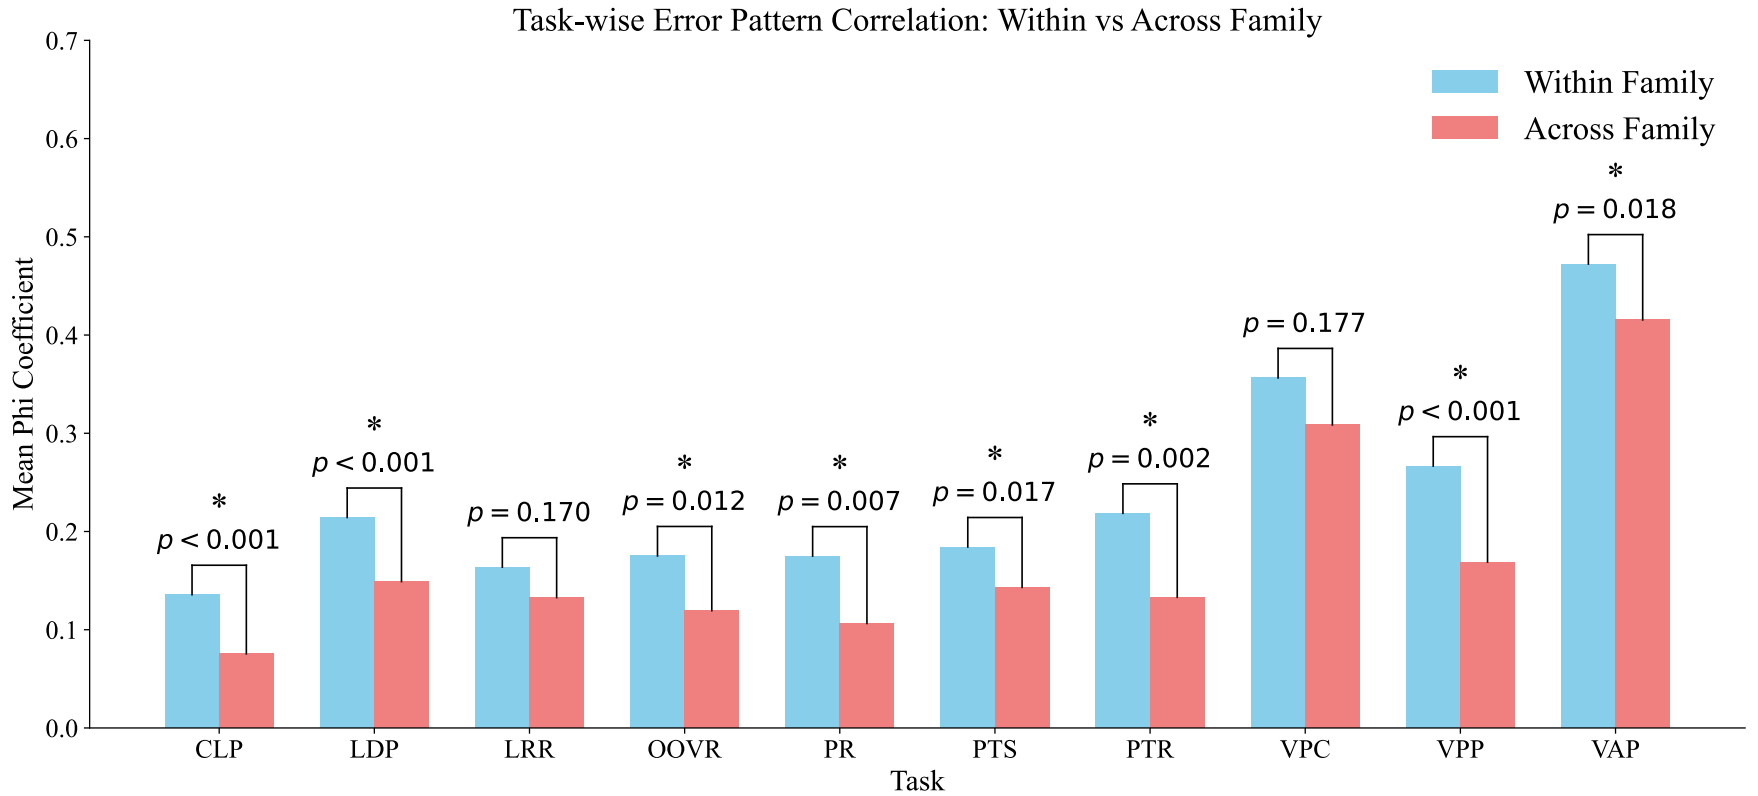 Task-wise Error Pattern Correlation: Within vs Across Family
0.7
0.6
0.5
0.4
0.3
0.2
0.1
0.0
Mean Phi Coefficient
Within Family
Across Family
*
p < 0.001
*
p < 0.001
p = 0.170
*
p = 0.012
*
p = 0.007
*
p = 0.017
*
p = 0.002
p = 0.177
*
p < 0.001
*
p = 0.018
CLP LDP LRR OOVR PR PTS PTR VPC VPP VAP
Task